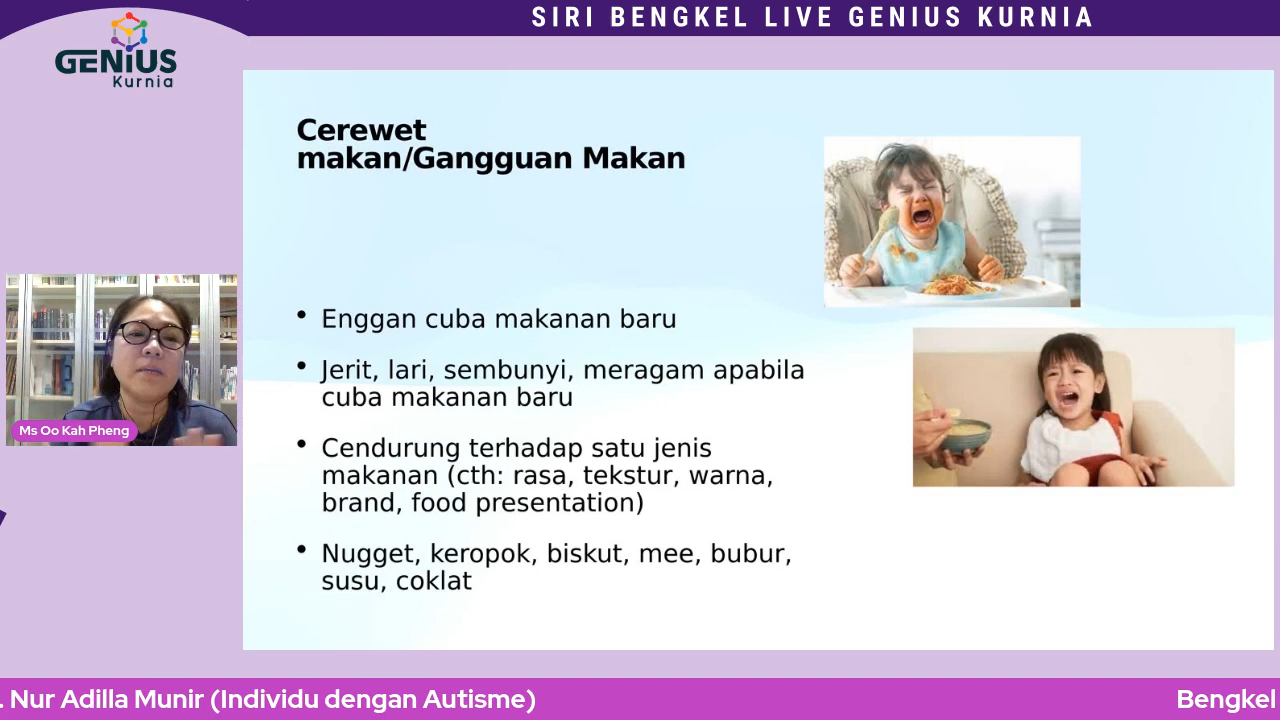 SIRI BENGKEL LIVE GENIUS KURNIA
GENIUS
Kurnia
Cerewet
makan/Gangguan Makan
• Enggan cuba makanan baru
• Jerit, lari, sembunyi, meragam apabila
cuba makanan baru
• Cendurung terhadap satu jenis
makanan (cth: rasa, tekstur, warna,
brand, food presentation)
• Nugget, keropok, biskut, mee, bubur,
susu, coklat
Ms Oo Kah Pheng
. Nur Adilla Munir (Individu dengan Autisme)
Bengkel